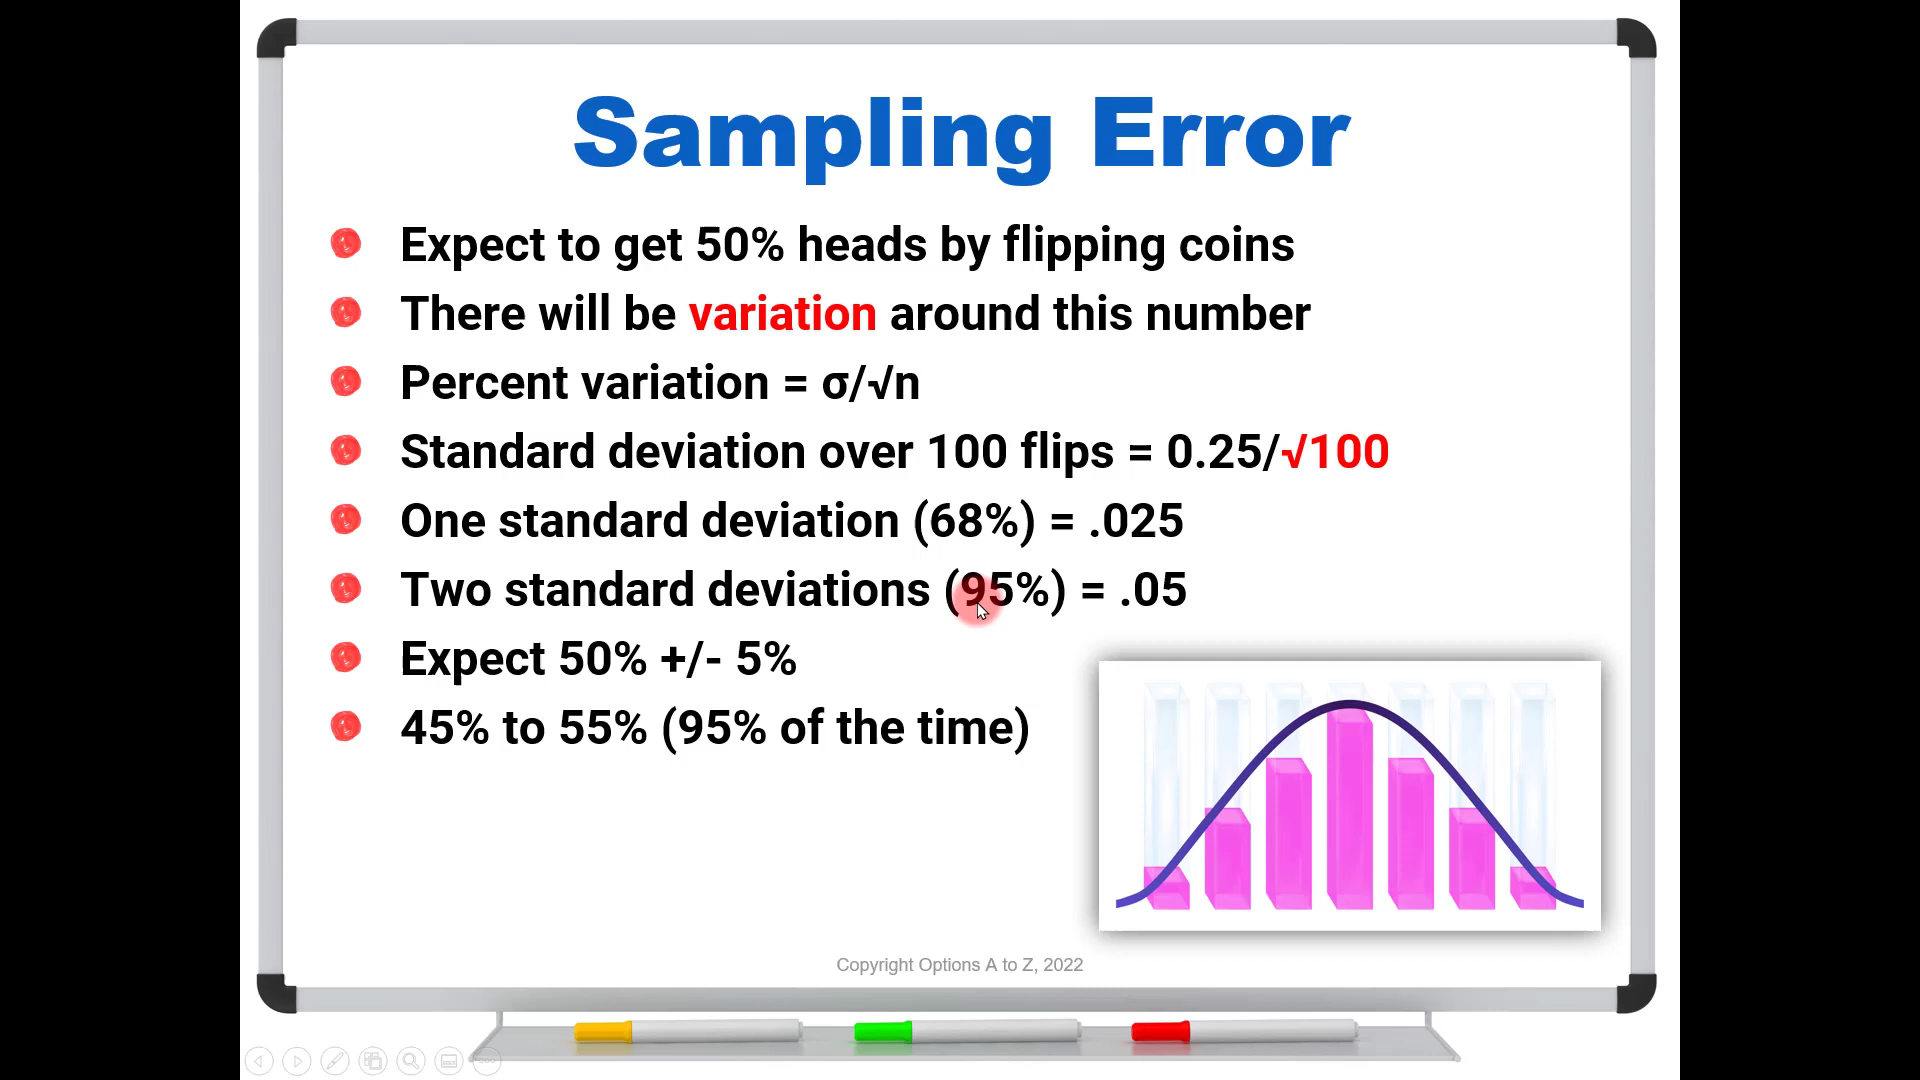 Sampling Error
Expect to get 50% heads by flipping coins
There will be variation around this number
Percent variation = σ/√n
Standard deviation over 100 flips = 0.25/√100
One standard deviation (68%) = .025
Two standard deviations (95%) = .05
Expect 50% +/- 5%
45% to 55% (95% of the time)
Copyright Options A to Z, 2022